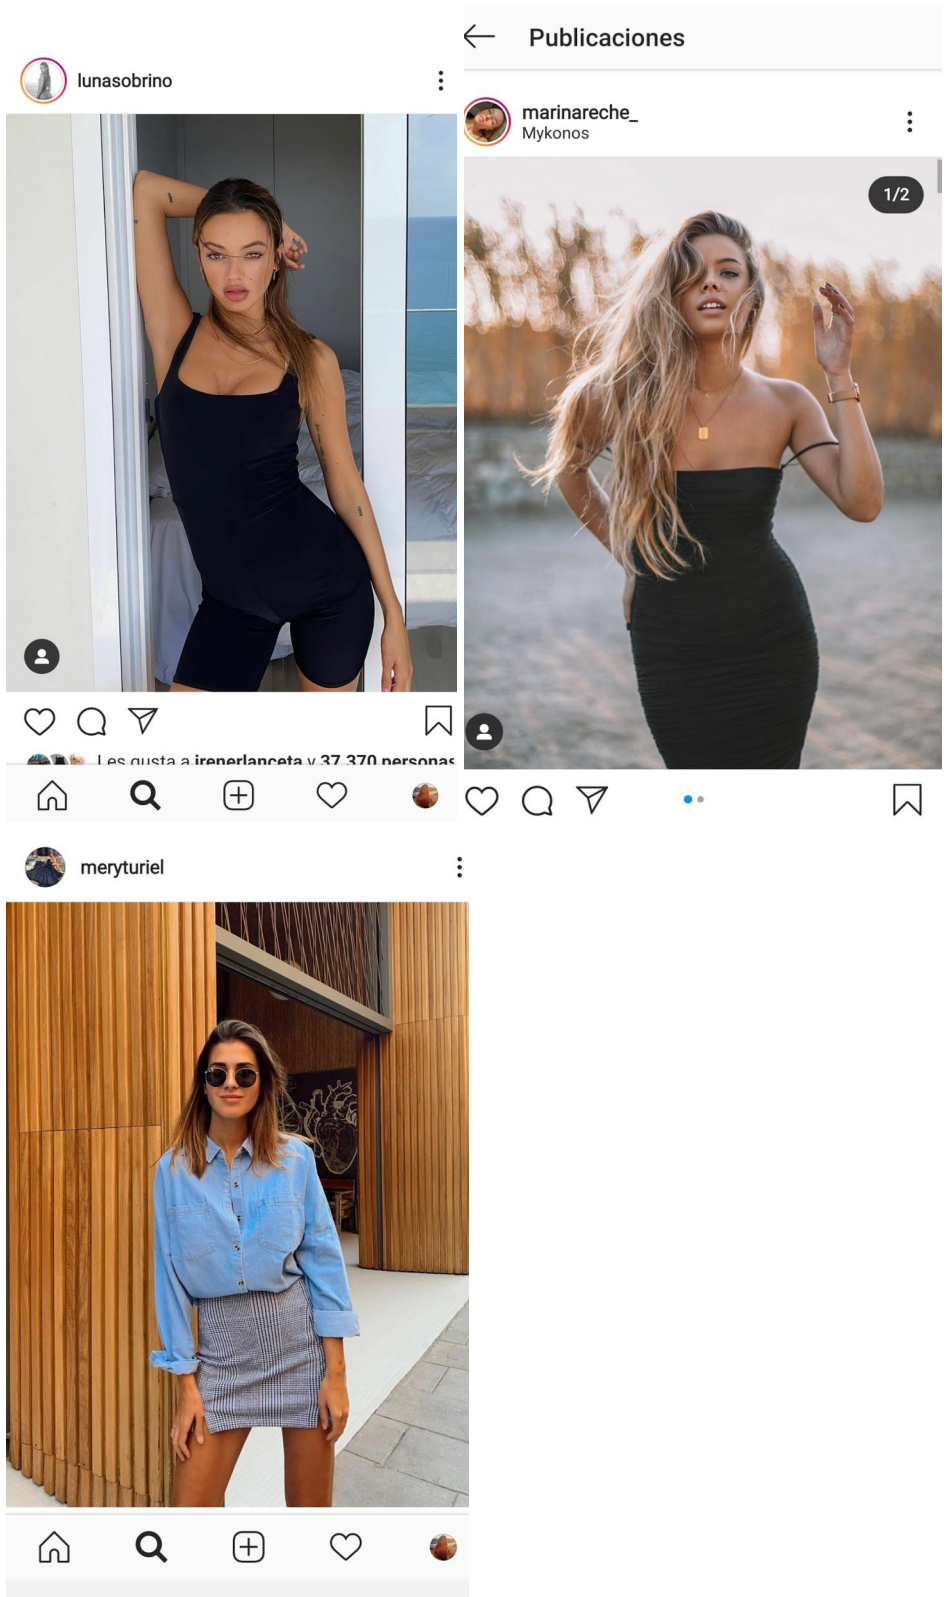 lunasobrino
Les gusta a irenerlanceta y 37.370 personas
Publicaciones
marinareche_
Mykonos
1/2
meryturiel